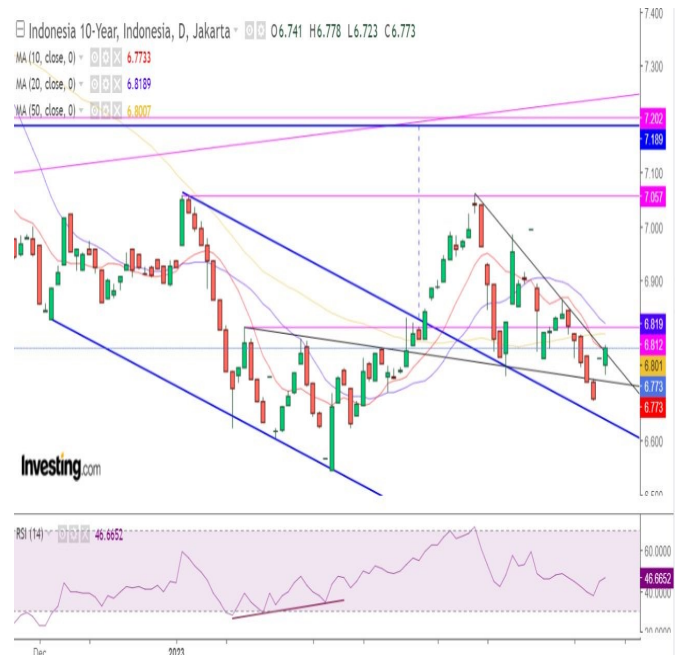 Indonesia 10-Year, Indonesia, D, Jakarta O6.741 H6.778 L6.723 C6.773
MA (10, close, 0) 6.7733
MA (20, close, 0) 6.8189
MA (50, close, 0) 6.8007
7.400
7.300
7.202
7.189
7.100
7.057
7.000
6.900
6.819
6.812
6.801
6.773
6.773
6.600
6.500
Investing.com
RSI (14) 46.6652
60.0000
46.6652
40.0000
20.0000
Dec 2023